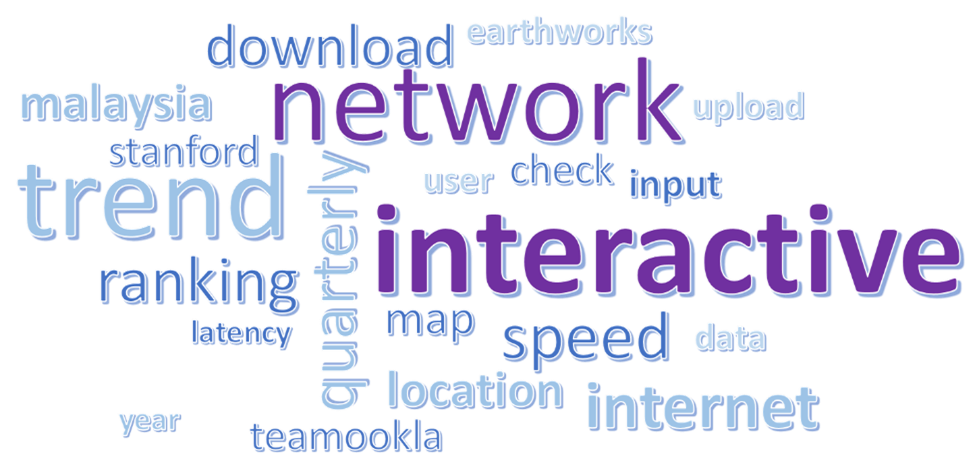 download
earthworks
malaysia
network
upload
stanford
trend
quarterly
user
check
input
interactive
ranking
latency
map
speed
data
location
internet
year
teamookla